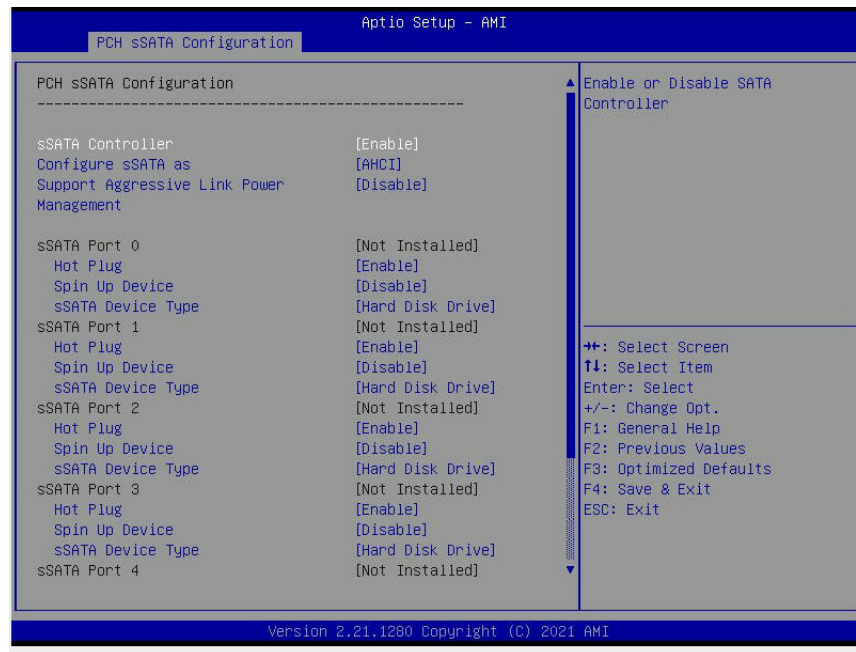 Aptio Setup - AMI
PCH sSATA Configuration
PCH sSATA Configuration
--------------------------------------------------
sSATA Controller [Enable]
Configure sSATA as [AHCI]
Support Aggressive Link Power [Disable]
Management
sSATA Port 0 [Not Installed]
Hot Plug [Enable]
Spin Up Device [Disable]
sSATA Device Type [Hard Disk Drive]
sSATA Port 1 [Not Installed]
Hot Plug [Enable]
Spin Up Device [Disable]
sSATA Device Type [Hard Disk Drive]
sSATA Port 2 [Not Installed]
Hot Plug [Enable]
Spin Up Device [Disable]
sSATA Device Type [Hard Disk Drive]
sSATA Port 3 [Not Installed]
Hot Plug [Enable]
Spin Up Device [Disable]
sSATA Device Type [Hard Disk Drive]
sSATA Port 4 [Not Installed]
Enable or Disable SATA
Controller
→←: Select Screen
↑↓: Select Item
Enter: Select
+/-: Change Opt.
F1: General Help
F2: Previous Values
F3: Optimized Defaults
F4: Save & Exit
ESC: Exit
Version 2.21.1280 Copyright (C) 2021 AMI